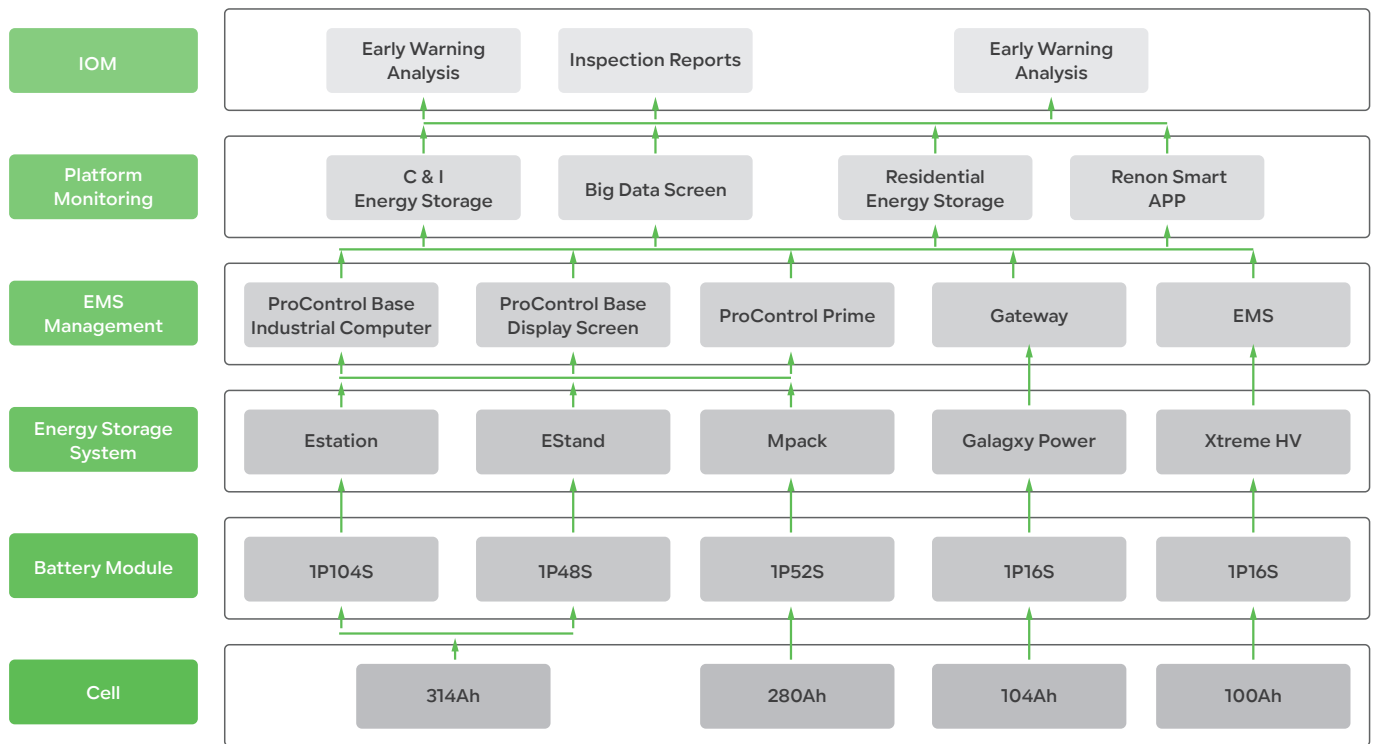 IOM
Early Warning
Analysis
Inspection Reports
Early Warning
Analysis
Platform
Monitoring
C & I
Energy Storage
Big Data Screen
Residential
Energy Storage
Renon Smart
APP
EMS
Management
ProControl Base
Industrial Computer
ProControl Base
Display Screen
ProControl Prime
Gateway
EMS
Energy Storage
System
Estation
EStand
Mpack
Galagxy Power
Xtreme HV
Battery Module
1P104S
1P48S
1P52S
1P16S
1P16S
Cell
314Ah
280Ah
104Ah
100Ah